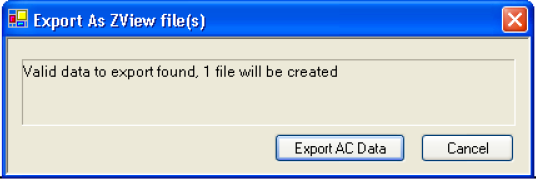 Export As ZView file(s)
Valid data to export found, 1 file will be created
Export AC Data
Cancel